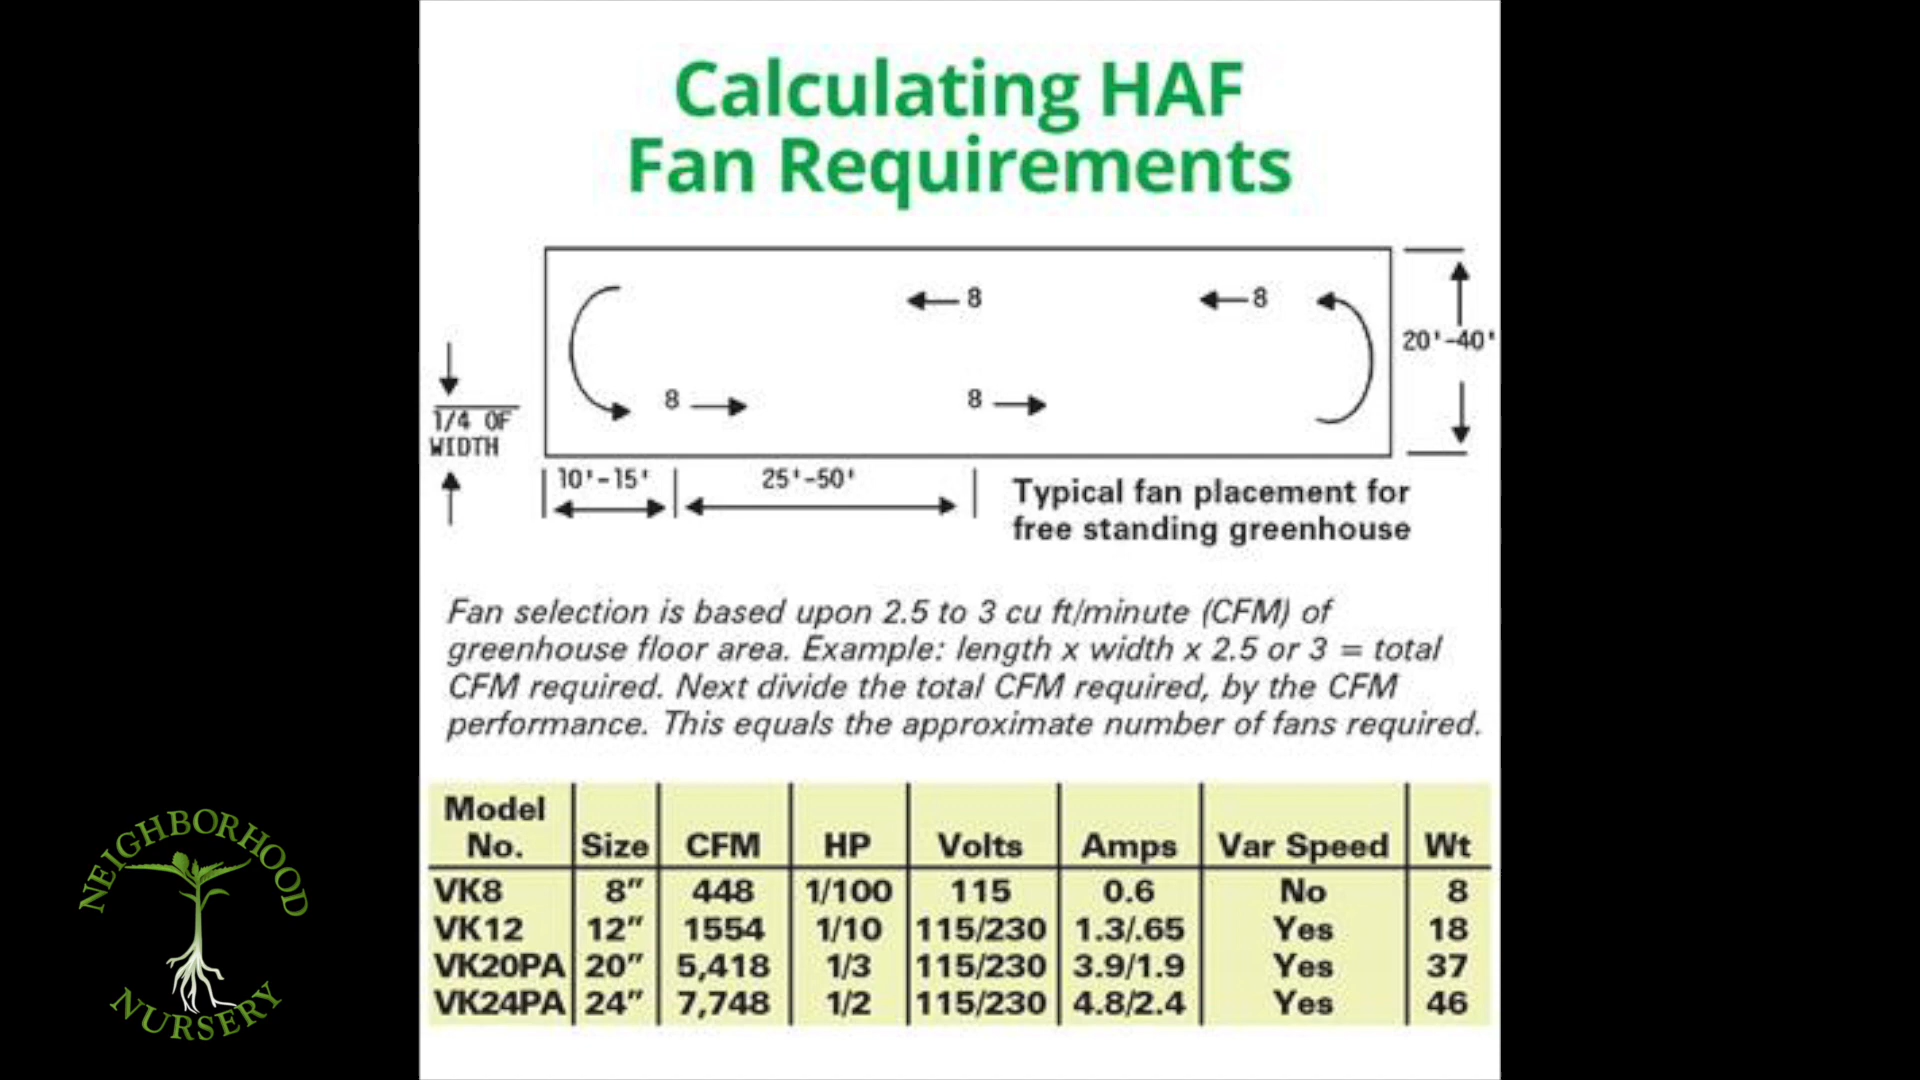 Calculating HAF
Fan Requirements
8
8
20'-40'
8
8
1/4 OF
WIDTH
10'-15'
25'-50'
Typical fan placement for
free standing greenhouse
Fan selection is based upon 2.5 to 3 cu ft/minute (CFM) of
greenhouse floor area. Example: length x width x 2.5 or 3 = total
CFM required. Next divide the total CFM required, by the CFM
performance. This equals the approximate number of fans required.
Model
No. Size CFM HP Volts Amps Var Speed Wt
VK8 8" 448 1/100 115 0.6 No 8
VK12 12" 1554 1/10 115/230 1.3/.65 Yes 18
VK20PA 20" 5,418 1/3 115/230 3.9/1.9 Yes 37
VK24PA 24" 7,748 1/2 115/230 4.8/2.4 Yes 46
NEIGHBORHOOD
NURSERY